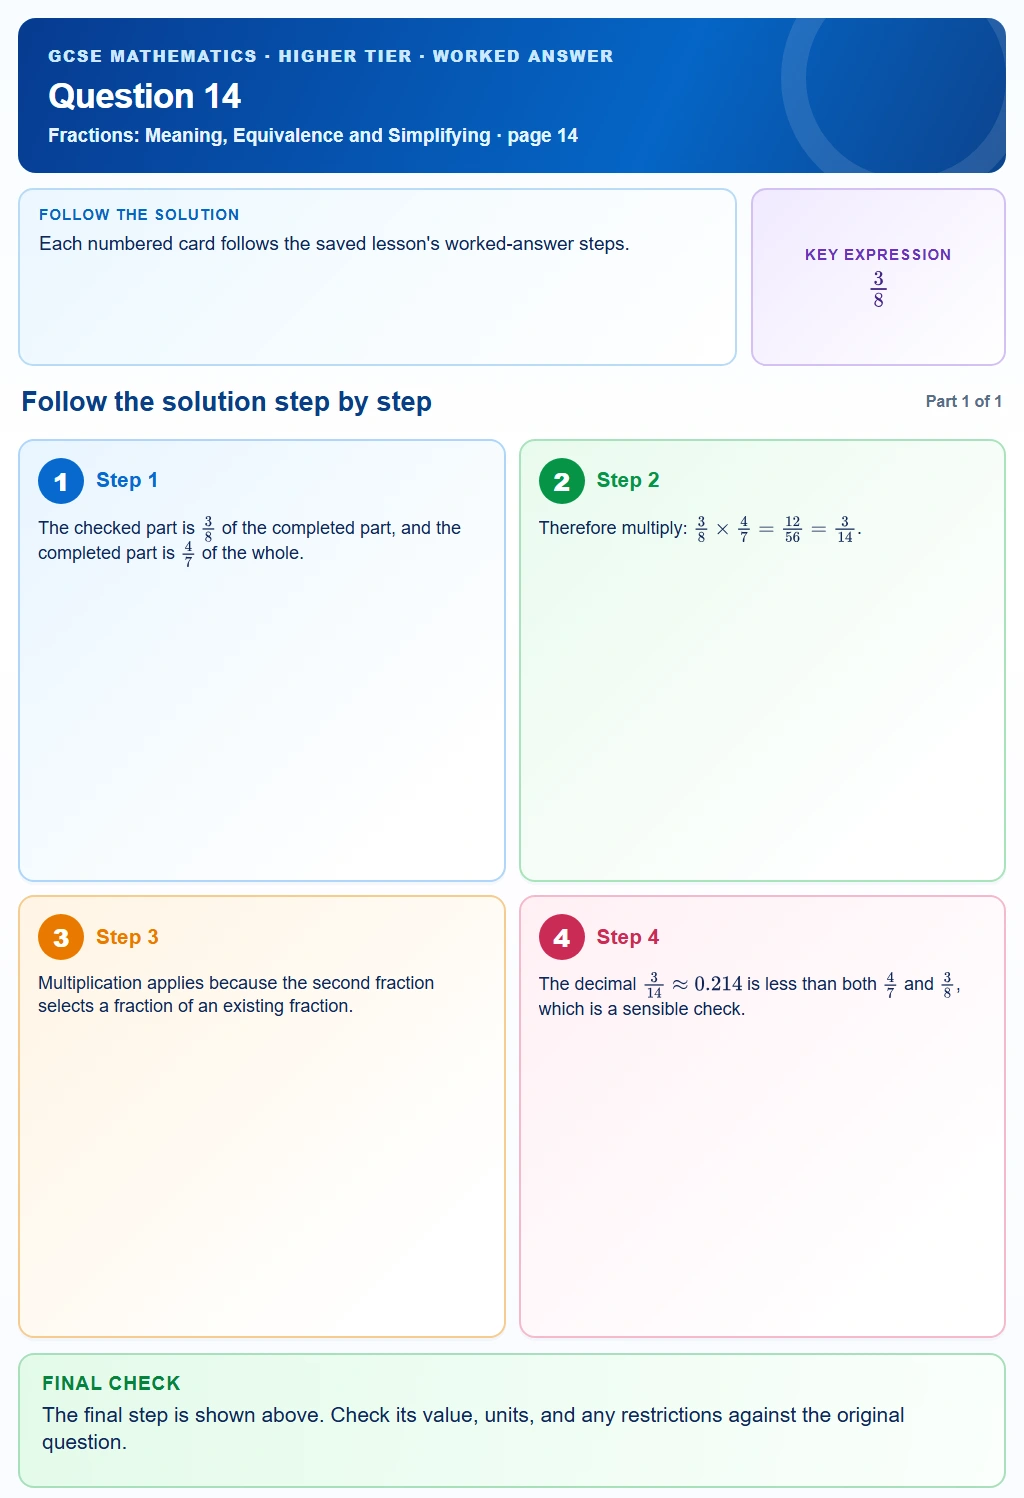 GCSE MATHEMATICS · HIGHER TIER · WORKED ANSWER
Question 14
Fractions: Meaning, Equivalence and Simplifying · page 14
FOLLOW THE SOLUTION
Each numbered card follows the saved lesson's worked-answer steps.
KEY EXPRESSION
3/8
Follow the solution step by step
Part 1 of 1
1 Step 1
The checked part is 3/8 of the completed part, and the
completed part is 4/7 of the whole.
2 Step 2
Therefore multiply: 3/8 × 4/7 = 12/56 = 3/14.
3 Step 3
Multiplication applies because the second fraction
selects a fraction of an existing fraction.
4 Step 4
The decimal 3/14 ≈ 0.214 is less than both 4/7 and 3/8,
which is a sensible check.
FINAL CHECK
The final step is shown above. Check its value, units, and any restrictions against the original
question.